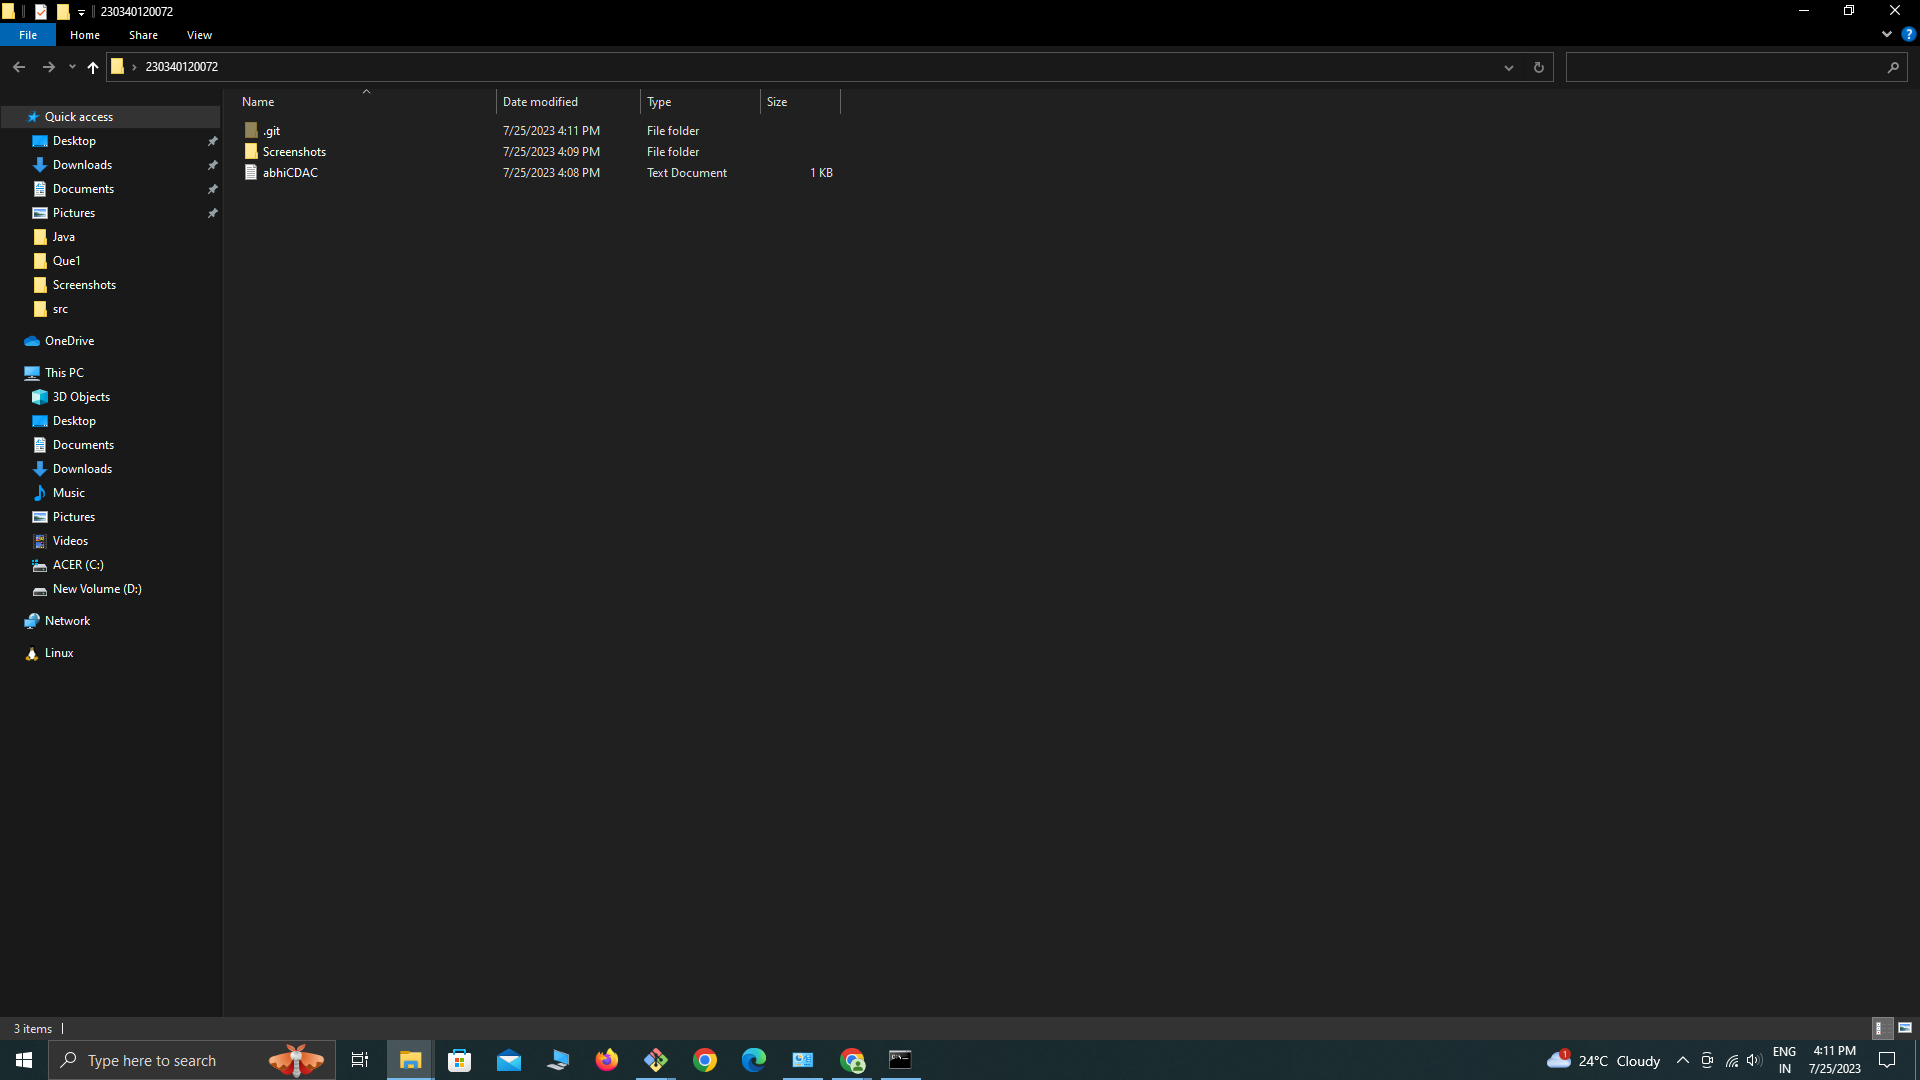 230340120072
File Home Share View
230340120072
Name Date modified Type Size
.git 7/25/2023 4:11 PM File folder
Screenshots 7/25/2023 4:09 PM File folder
abhiCDAC 7/25/2023 4:08 PM Text Document 1 KB
Quick access
Desktop
Downloads
Documents
Pictures
Java
Que1
Screenshots
src
OneDrive
This PC
3D Objects
Desktop
Documents
Downloads
Music
Pictures
Videos
ACER (C:)
New Volume (D:)
Network
Linux
3 items
Type here to search
1
24°C Cloudy
ENG
IN
4:11 PM
7/25/2023